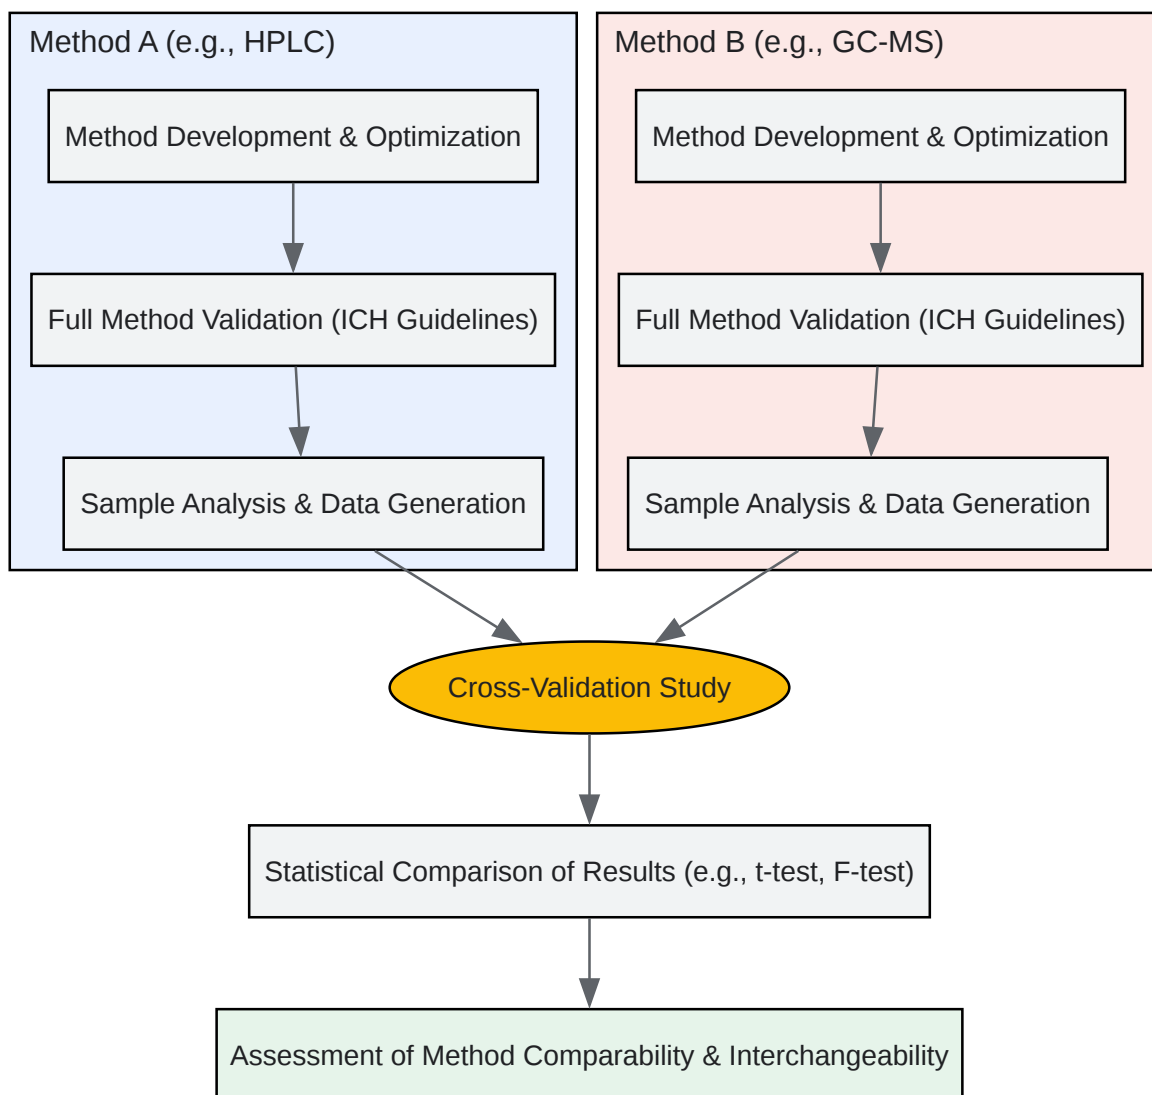 Method A (e.g., HPLC)
Method Development & Optimization
Full Method Validation (ICH Guidelines)
Sample Analysis & Data Generation
Method B (e.g., GC-MS)
Method Development & Optimization
Full Method Validation (ICH Guidelines)
Sample Analysis & Data Generation
Cross-Validation Study
Statistical Comparison of Results (e.g., t-test, F-test)
Assessment of Method Comparability & Interchangeability